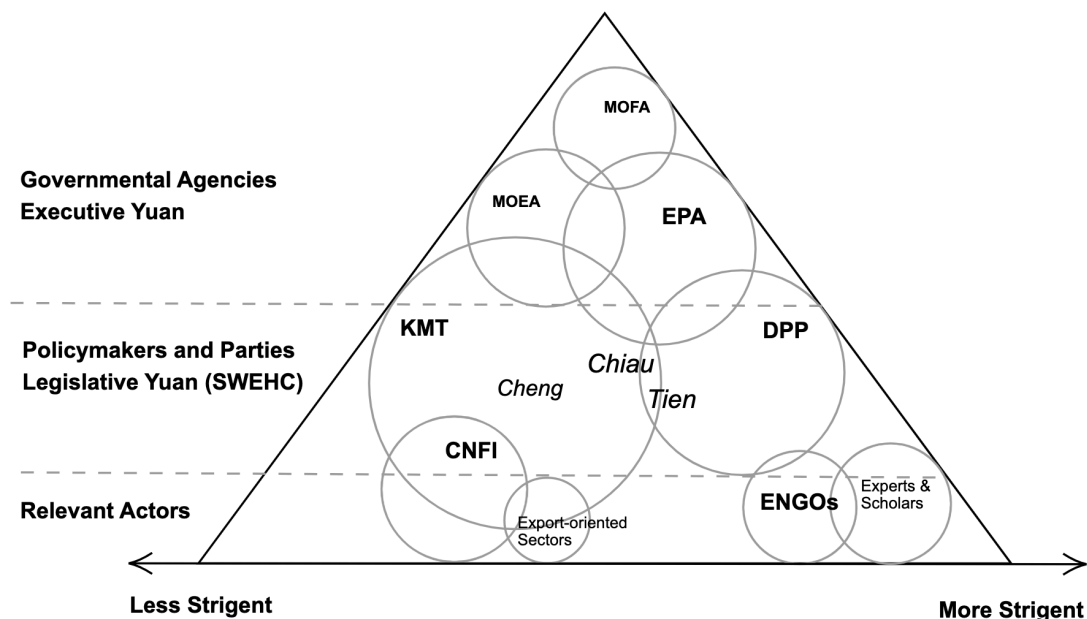 MOFA
Governmental Agencies
Executive Yuan
MOEA
EPA
KMT
DPP
Policymakers and Parties
Legislative Yuan (SWEHC)
Chiau
Cheng
Tien
CNFI
Relevant Actors
Export-oriented
Sectors
ENGOs
Experts &
Scholars
Less Strigent
More Strigent